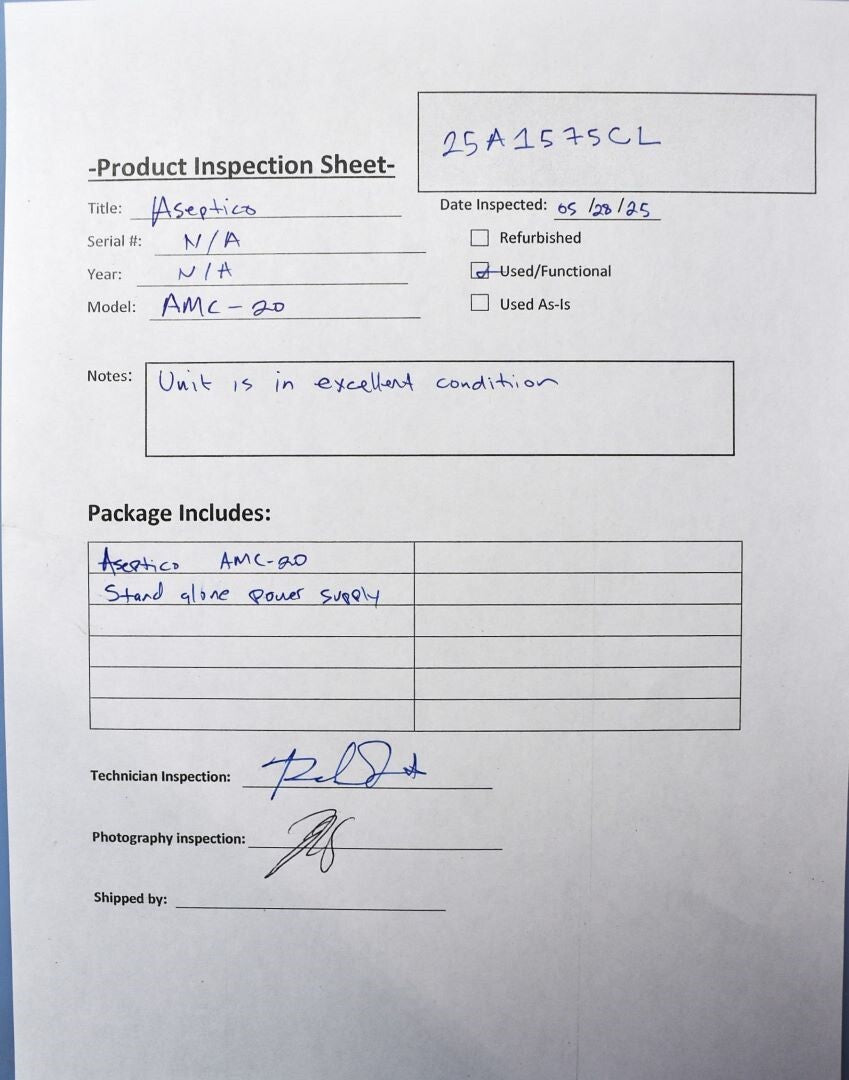 25A1575CL
-Product Inspection Sheet-
Title: Aseptico
Date Inspected: 05/28/25
Serial #: N/A
Refurbished
Year: N/A
Used/Functional
Model: AMC-20
Used As-Is
Notes: Unit is in excellent condition
Package Includes:
Aseptico AMC-20
Stand alone power supply
Technician Inspection:
Photography inspection:
Shipped by: